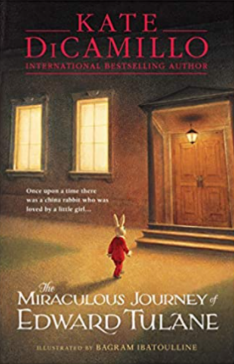 KATE
DICAMILLO
INTERNATIONAL BESTSELLING AUTHOR
Once upon a time there
was a china rabbit who was
loved by a little girl...
The
MIRACULOUS JOURNEY of
EDWARD TULANE
ILLUSTRATED BY BAGRAM IBATOULLINE